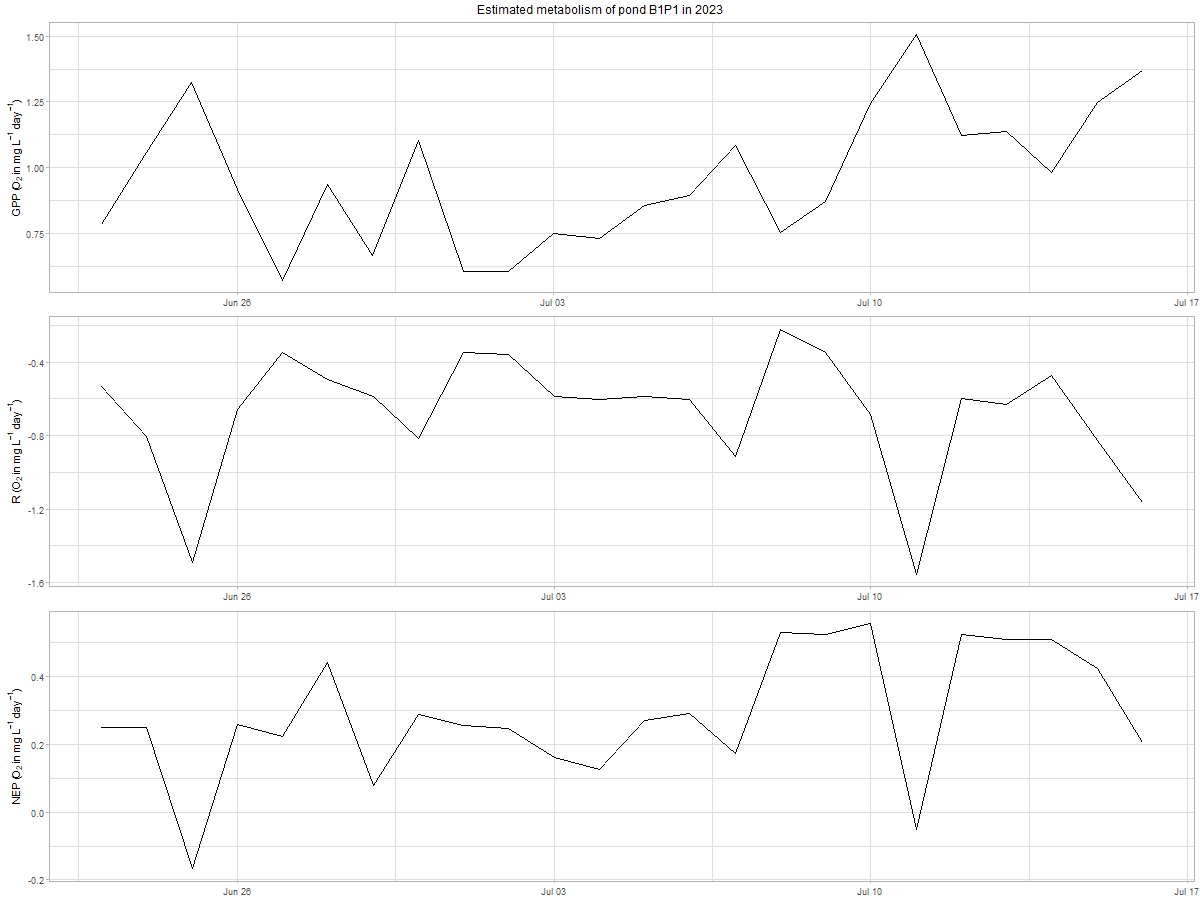 Estimated metabolism of pond B1P1 in 2023
GPP (O₂ in mg L⁻¹ day⁻¹)
1.50
1.25
1.00
0.75
Jun 26 Jul 03 Jul 10 Jul 17
R (O₂ in mg L⁻¹ day⁻¹)
-0.4
-0.8
-1.2
-1.6
Jun 26 Jul 03 Jul 10 Jul 17
NEP (O₂ in mg L⁻¹ day⁻¹)
0.4
0.2
0.0
-0.2
Jun 26 Jul 03 Jul 10 Jul 17